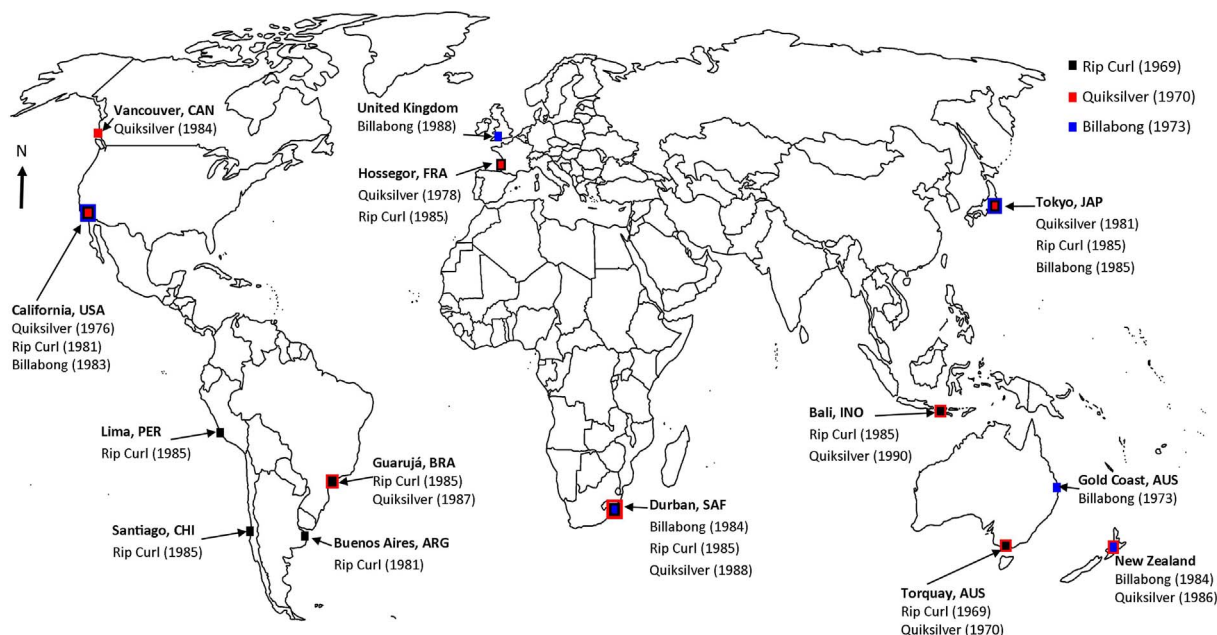 Rip Curl (1969)
Quiksilver (1970)
Billabong (1973)
N
Vancouver, CAN
Quiksilver (1984)
United Kingdom
Billabong (1988)
Hossegor, FRA
Quiksilver (1978)
Rip Curl (1985)
Tokyo, JAP
Quiksilver (1981)
Rip Curl (1985)
Billabong (1985)
California, USA
Quiksilver (1976)
Rip Curl (1981)
Billabong (1983)
Lima, PER
Rip Curl (1985)
Guarujá, BRA
Rip Curl (1985)
Quiksilver (1987)
Santiago, CHI
Rip Curl (1985)
Buenos Aires, ARG
Rip Curl (1981)
Durban, SAF
Billabong (1984)
Rip Curl (1985)
Quiksilver (1988)
Bali, INO
Rip Curl (1985)
Quiksilver (1990)
Gold Coast, AUS
Billabong (1973)
Torquay, AUS
Rip Curl (1969)
Quiksilver (1970)
New Zealand
Billabong (1984)
Quiksilver (1986)